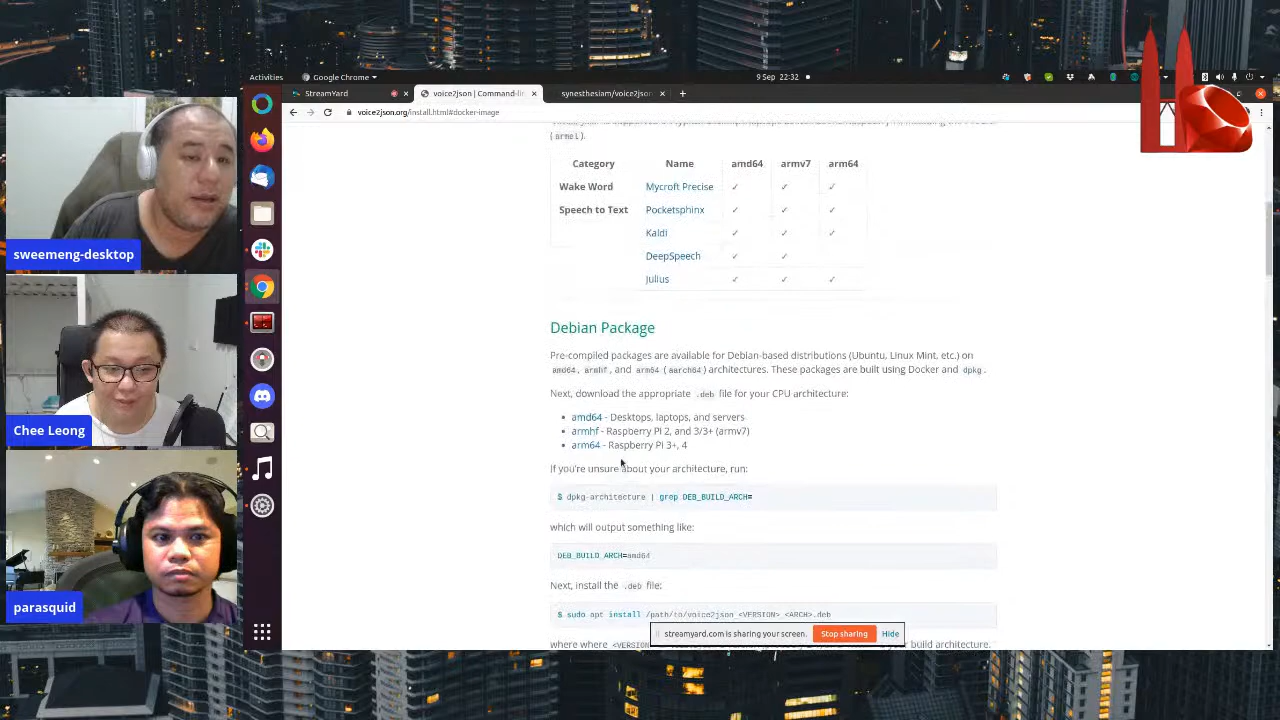 Activities
Google Chrome
9 Sep 22:32
StreamYard
voice2json | Command-lin
synesthesiam/voice2json
voice2json.org/install.html#docker-image
(armel).
Category Name amd64 armv7 arm64
Wake Word Mycroft Precise ✓ ✓ ✓
Speech to Text Pocketsphinx ✓ ✓ ✓
Kaldi ✓ ✓ ✓
DeepSpeech ✓ ✓
Julius ✓ ✓ ✓
Debian Package
Pre-compiled packages are available for Debian-based distributions (Ubuntu, Linux Mint, etc.) on
amd64, armhf, and arm64 (aarch64) architectures. These packages are built using Docker and dpkg.
Next, download the appropriate .deb file for your CPU architecture:
• amd64 - Desktops, laptops, and servers
• armhf - Raspberry Pi 2, and 3/3+ (armv7)
• arm64 - Raspberry Pi 3+, 4
If you're unsure about your architecture, run:
$ dpkg-architecture | grep DEB_BUILD_ARCH=
which will output something like:
DEB_BUILD_ARCH=amd64
Next, install the .deb file:
$ sudo apt install /path/to/voice2json_<VERSION>_<ARCH>.deb
streamyard.com is sharing your screen.
Stop sharing
Hide
where where <VERSION> build architecture.
sweemeng-desktop
Chee Leong
parasquid